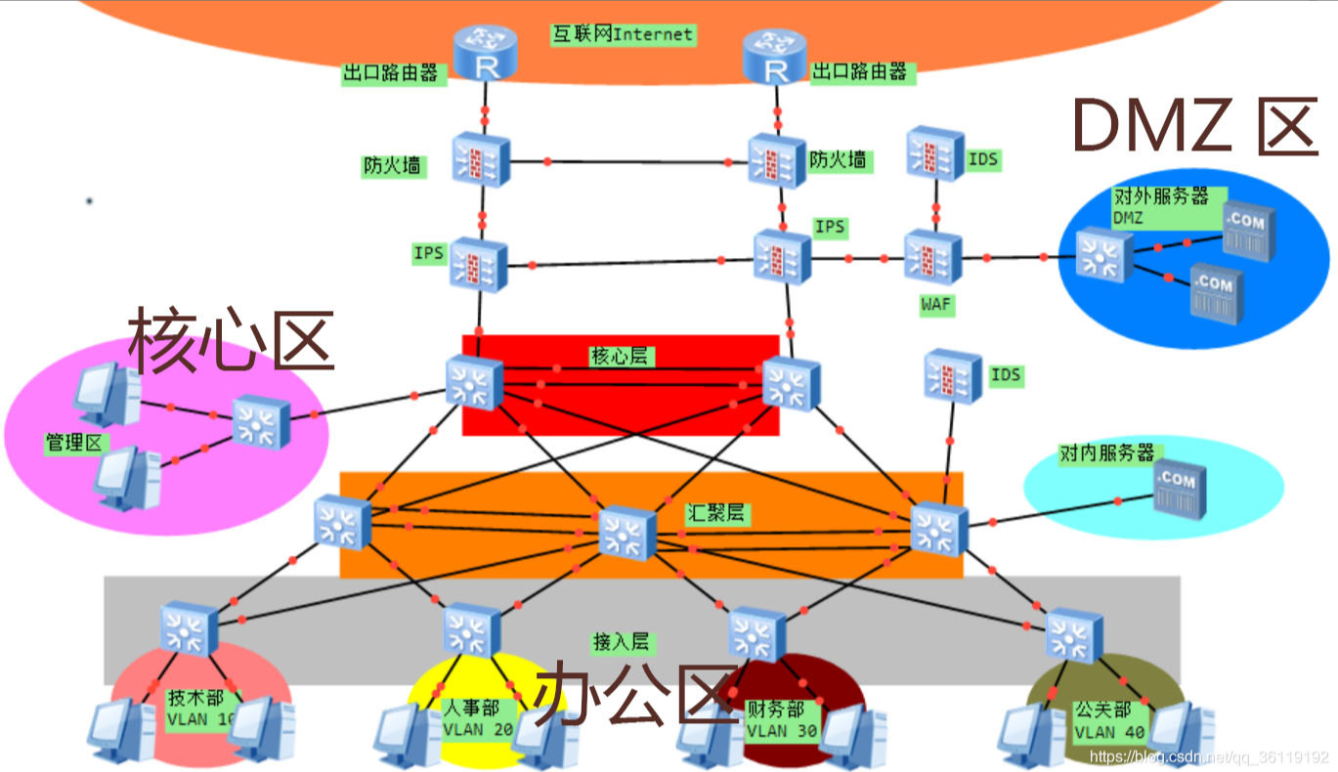 互联网Internet
R
R
出口路由器
出口路由器
DMZ 区
防火墙
防火墙
IDS
对外服务器
DMZ
.COM
IPS
IPS
.COM
WAF
核心区
核心层
IDS
管理区
对内服务器
.COM
汇聚层
接入层
办公区
技术部
VLAN 10
人事部
VLAN 20
财务部
VLAN 30
公关部
VLAN 40
https://blog.csdn.net/qq_36119192